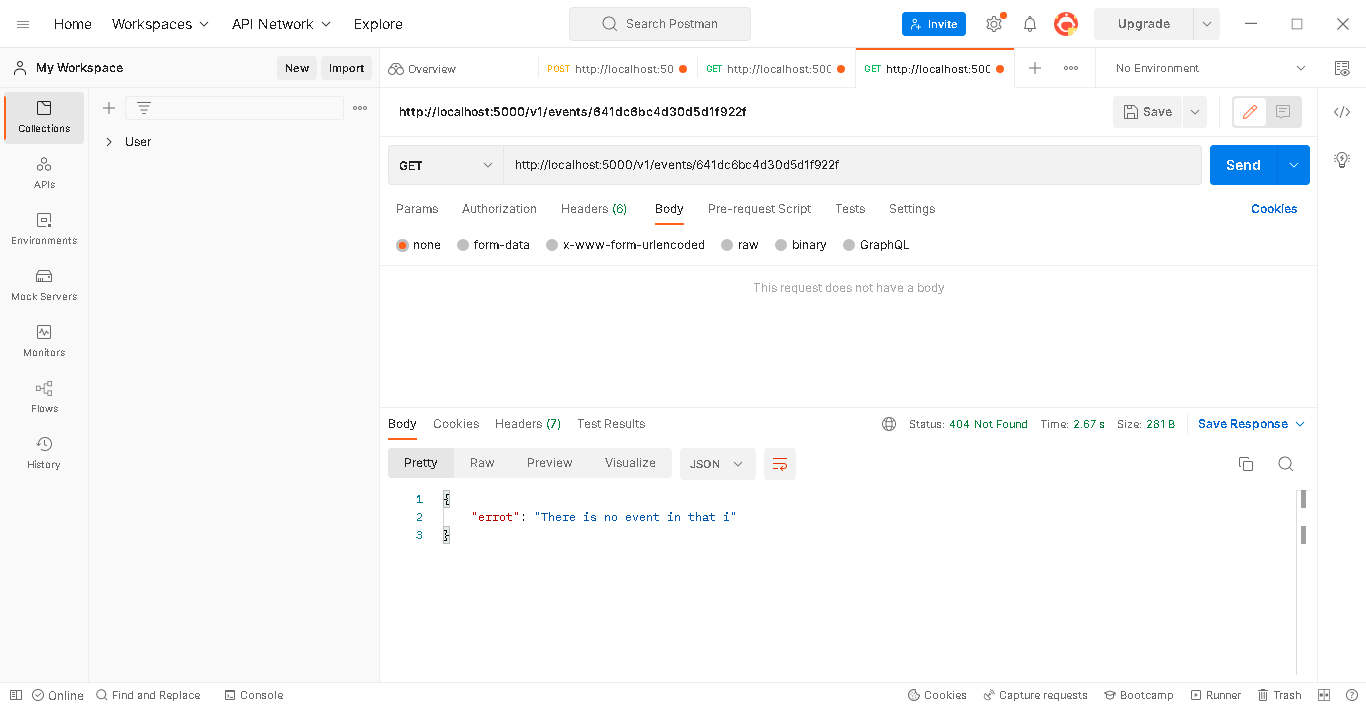 Home Workspaces API Network Explore Search Postman Invite Upgrade
My Workspace New Import Overview POST http://localhost:50 GET http://localhost:500 GET http://localhost:500 No Environment
Collections
User
APIs
Environments
Mock Servers
Monitors
Flows
History
http://localhost:5000/v1/events/641dc6bc4d30d5d1f922f Save
GET http://localhost:5000/v1/events/641dc6bc4d30d5d1f922f Send
Params Authorization Headers (6) Body Pre-request Script Tests Settings Cookies
none form-data x-www-form-urlencoded raw binary GraphQL
This request does not have a body
Body Cookies Headers (7) Test Results Status: 404 Not Found Time: 2.67 s Size: 281 B Save Response
Pretty Raw Preview Visualize JSON
1 {
2 "errot": "There is no event in that i"
3 }
Online Find and Replace Console Cookies Capture requests Bootcamp Runner Trash